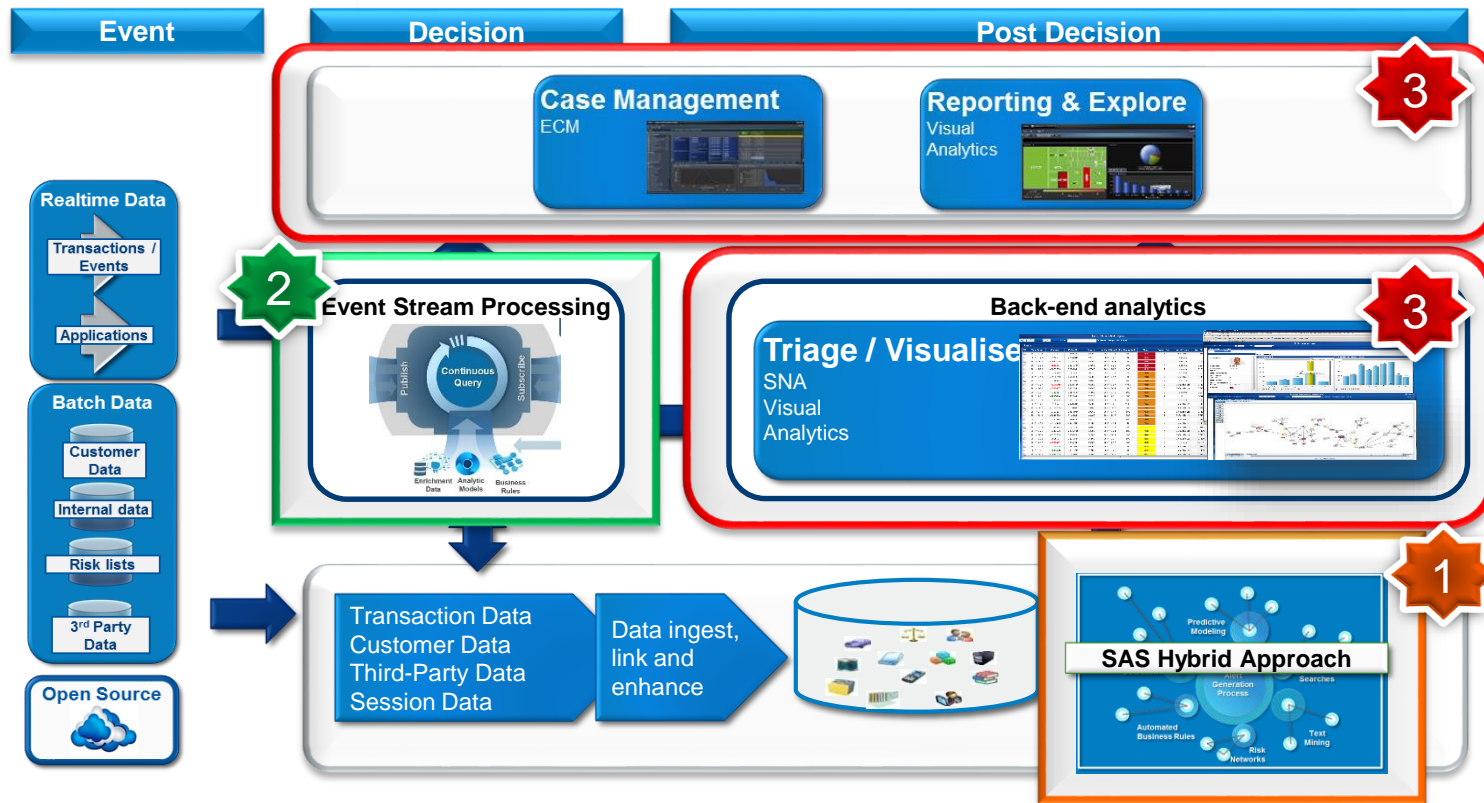 Event
Decision
Post Decision
3
Case Management
ECM
Reporting & Explore
Visual
Analytics
Realtime Data
Transactions /
Events
Applications
Batch Data
Customer
Data
Internal data
Risk lists
3rd Party
Data
Open Source
2
Event Stream Processing
Publish
Continuous
Query
Subscribe
Enrichment
Data
Analytic
Models
Business
Rules
3
Back-end analytics
Triage / Visualise
SNA
Visual
Analytics
Transaction Data
Customer Data
Third-Party Data
Session Data
Data ingest,
link and
enhance
1
Predictive
Modeling
SAS Hybrid Approach
Alert
Generation
Process
Searches
Automated
Business Rules
Text
Mining
Risk
Networks